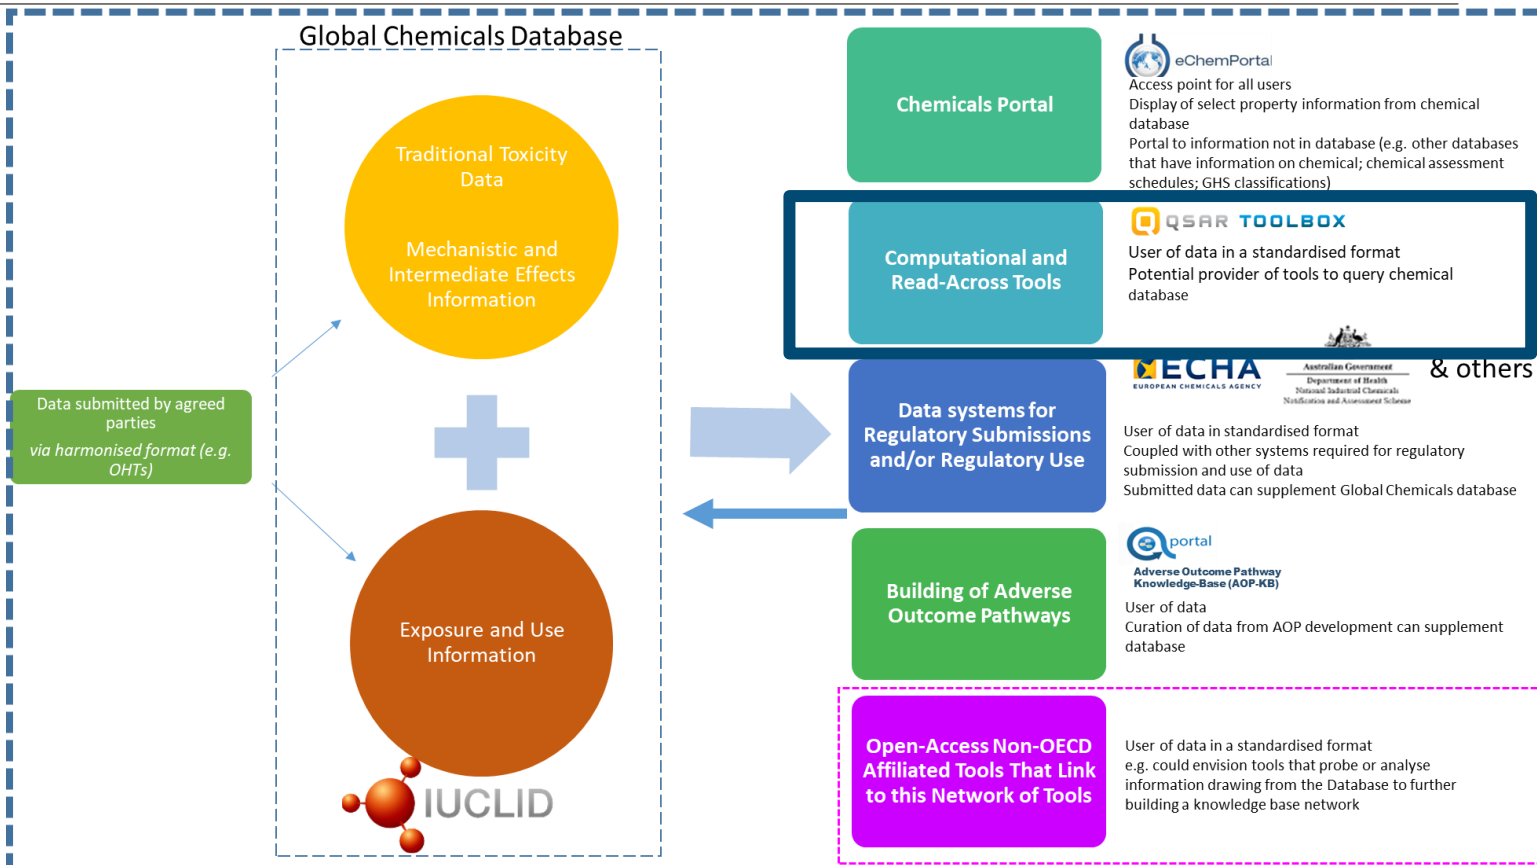 Global Chemicals Database
Traditional Toxicity
Data
Mechanistic and
Intermediate Effects
Information
Data submitted by agreed
parties
via harmonised format (e.g.
OHTs)
Exposure and Use
Information
IUCLID
Chemicals Portal
eChemPortal
Access point for all users
Display of select property information from chemical
database
Portal to information not in database (e.g. other databases
that have information on chemical; chemical assessment
schedules; GHS classifications)
Computational and
Read-Across Tools
QSAR TOOLBOX
User of data in a standardised format
Potential provider of tools to query chemical
database
Data systems for
Regulatory Submissions
and/or Regulatory Use
ECHA
EUROPEAN CHEMICALS AGENCY
Australian Government
Department of Health
National Industrial Chemicals
Notification and Assessment Scheme
& others
User of data in standardised format
Coupled with other systems required for regulatory
submission and use of data
Submitted data can supplement Global Chemicals database
Building of Adverse
Outcome Pathways
portal
Adverse Outcome Pathway
Knowledge-Base (AOP-KB)
User of data
Curation of data from AOP development can supplement
database
Open-Access Non-OECD
Affiliated Tools That Link
to this Network of Tools
User of data in a standardised format
e.g. could envision tools that probe or analyse
information drawing from the Database to further
building a knowledge base network